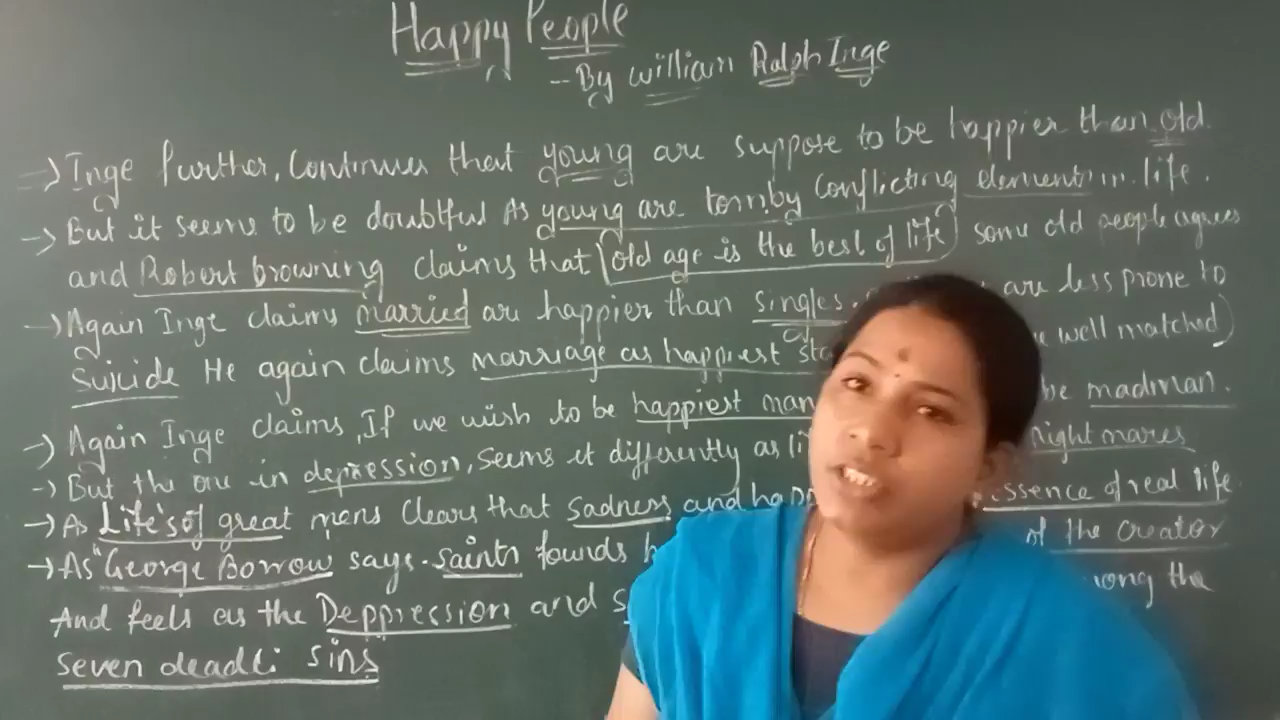 Happy People
- By Willian Ralph Inge
→ Inge further, continues that young are suppose to be happier than old.
→ But it seems to be doubtful As young are torn by conflicting element in life.
and Robert browning claims that (old age is the best of life) some old people agrees
→ Again Inge claims married are happier than singles. are less prone to
Suicide He again claims marriage as happiest well matched)
→ Again Inge claims, If we wish to be happiest man be madman.
→ But the one in depression, seems it differently as nightmares
→ As Life's of great mens clears that sadness and essence of real life
→ As "George Borrow says. saints founds of the creator
And feels as the Deppression and among the
seven deadli sins"